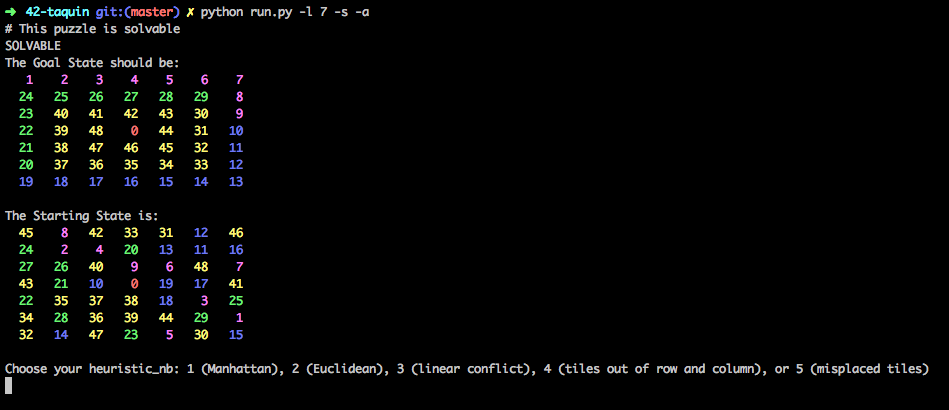 ➜ 42-taquin git:(master) ✗ python run.py -l 7 -s -a
# This puzzle is solvable
SOLVABLE
The Goal State should be:
1 2 3 4 5 6 7
24 25 26 27 28 29 8
23 40 41 42 43 30 9
22 39 48 0 44 31 10
21 38 47 46 45 32 11
20 37 36 35 34 33 12
19 18 17 16 15 14 13
The Starting State is:
45 8 42 33 31 12 46
24 2 4 20 13 11 16
27 26 40 9 6 48 7
43 21 10 0 19 17 41
22 35 37 38 18 3 25
34 28 36 39 44 29 1
32 14 47 23 5 30 15
Choose your heuristic_nb: 1 (Manhattan), 2 (Euclidean), 3 (linear conflict), 4 (tiles out of row and column), or 5 (misplaced tiles)